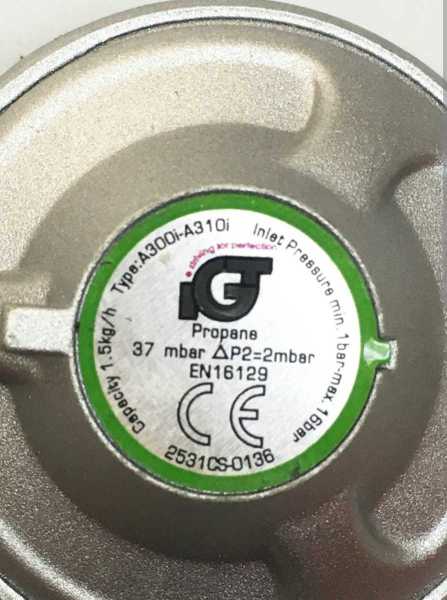 Capacity 1.5kg/h Type:A300i-A310i Inlet Pressure min. 1bar-max. 16bar
a striving for perfection
iGT
Propane
37 mbar ΔP2=2mbar
EN16129
CE
2531CS-0136